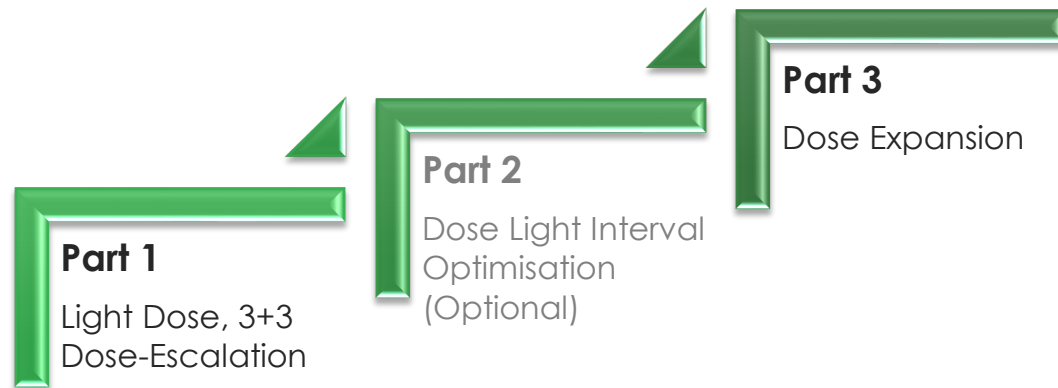 Part 1
Light Dose, 3+3
Dose-Escalation
Part 2
Dose Light Interval
Optimisation
(Optional)
Part 3
Dose Expansion